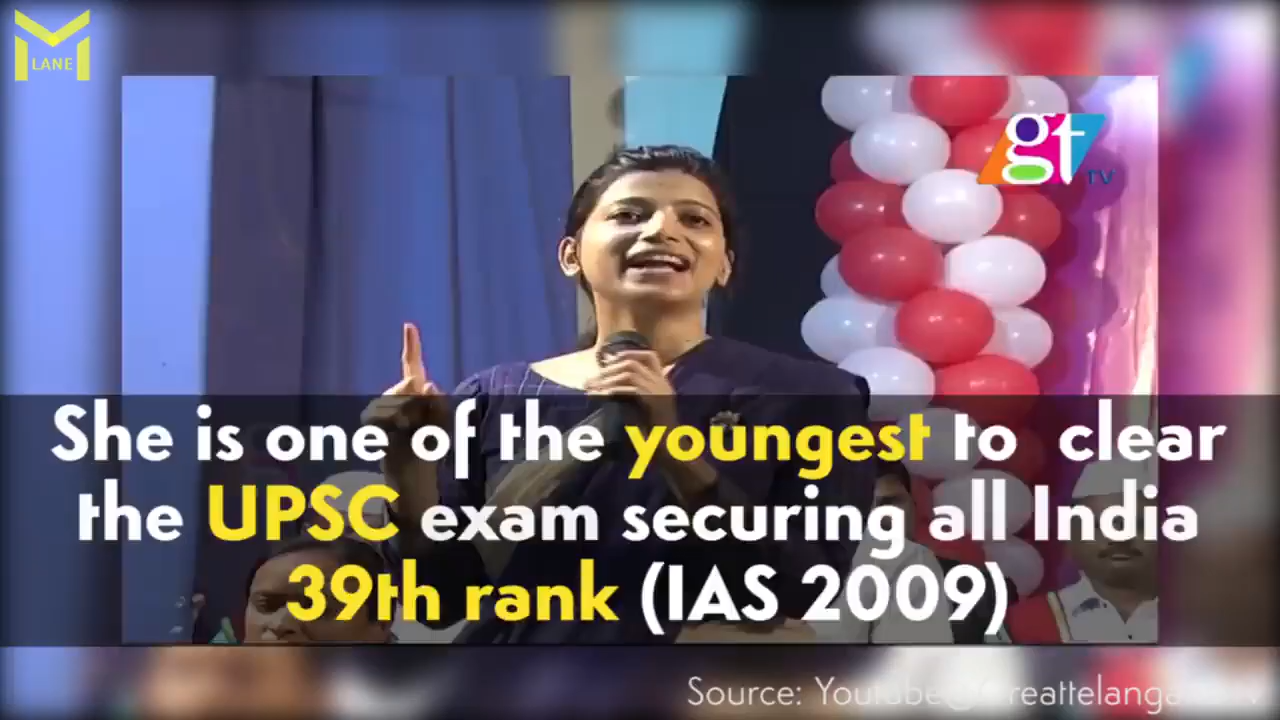 M
LANE
gt
TV
She is one of the youngest to clear
the UPSC exam securing all India
39th rank (IAS 2009)
Source: